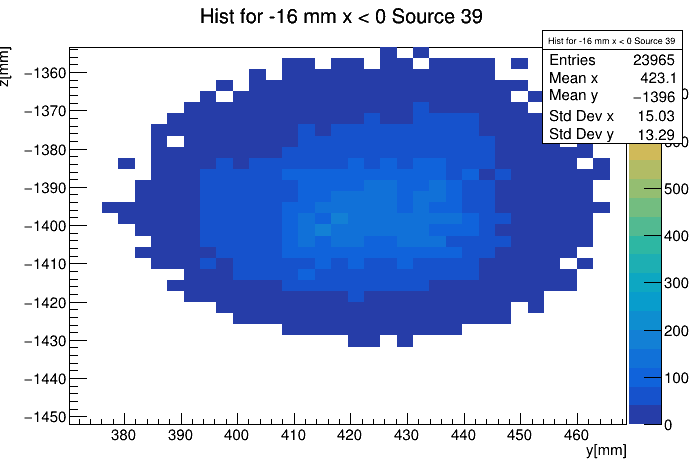 Hist for -16 mm x < 0 Source 39
Hist for -16 mm x < 0 Source 39
Entries 23965
Mean x 423.1
Mean y −1396
Std Dev x 15.03
Std Dev y 13.29
z[mm]
−1360
−1370
−1380
−1390
−1400
−1410
−1420
−1430
−1440
−1450
380 390 400 410 420 430 440 450 460
y[mm]
600
500
400
300
200
100
0